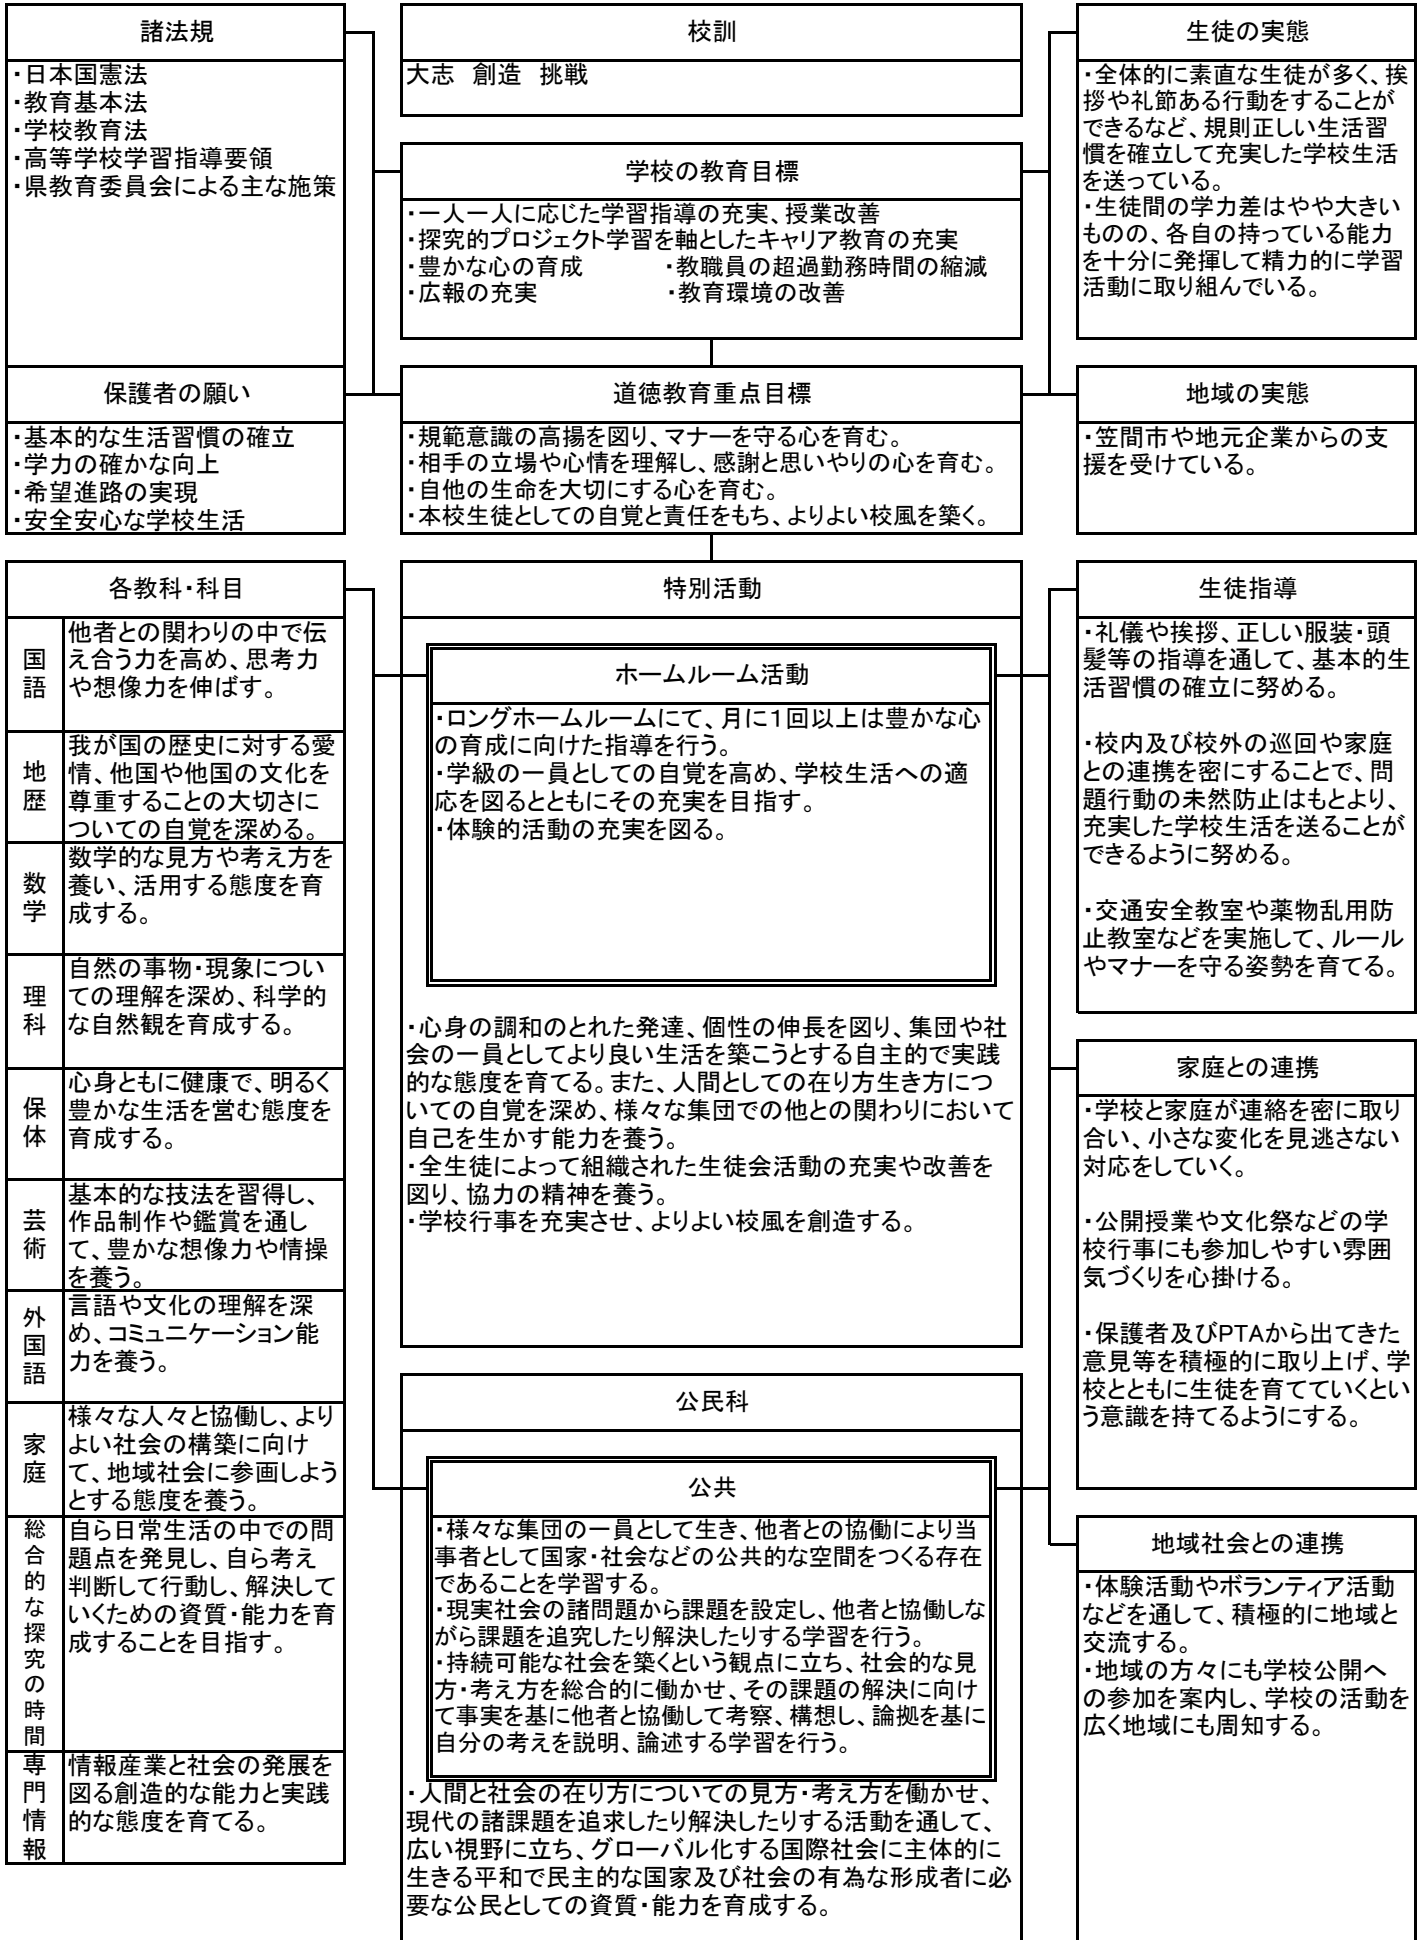 諸法規
・日本国憲法
・教育基本法
・学校教育法
・高等学校学習指導要領
・県教育委員会による主な施策
保護者の願い
・基本的な生活習慣の確立
・学力の確かな向上
・希望進路の実現
・安全安心な学校生活
校訓
大志　創造　挑戦
学校の教育目標
・一人一人に応じた学習指導の充実、授業改善
・探究的プロジェクト学習を軸としたキャリア教育の充実
・豊かな心の育成　　　・教職員の超過勤務時間の縮減
・広報の充実　　　　　・教育環境の改善
道徳教育重点目標
・規範意識の高揚を図り、マナーを守る心を育む。
・相手の立場や心情を理解し、感謝と思いやりの心を育む。
・自他の生命を大切にする心を育む。
・本校生徒としての自覚と責任をもち、よりよい校風を築く。
生徒の実態
・全体的に素直な生徒が多く、挨
拶や礼節ある行動をすることが
できるなど、規則正しい生活習
慣を確立して充実した学校生活
を送っている。
・生徒間の学力差はやや大きい
ものの、各自の持っている能力
を十分に発揮して精力的に学習
活動に取り組んでいる。
地域の実態
・笠間市や地元企業からの支
援を受けている。
各教科・科目
国語
他者との関わりの中で伝
え合う力を高め、思考力
や想像力を伸ばす。
地歴
我が国の歴史に対する愛
情、他国や他国の文化を
尊重することの大切さに
ついての自覚を深める。
数学
数学的な見方や考え方を
養い、活用する態度を育
成する。
理科
自然の事物・現象につい
ての理解を深め、科学的
な自然観を育成する。
保体
心身ともに健康で、明るく
豊かな生活を営む態度を
育成する。
芸術
基本的な技法を習得し、
作品制作や鑑賞を通し
て、豊かな想像力や情操
を養う。
外国語
言語や文化の理解を深
め、コミュニケーション能
力を養う。
家庭
様々な人々と協働し、より
よい社会の構築に向け
て、地域社会に参画しよう
とする態度を養う。
総合的な探究の時間
自ら日常生活の中での問
題点を発見し、自ら考え
判断して行動し、解決して
いくための資質・能力を育
成することを目指す。
専門情報
情報産業と社会の発展を
図る創造的な能力と実践
的な態度を育てる。
特別活動
ホームルーム活動
・ロングホームルームにて、月に１回以上は豊かな心
の育成に向けた指導を行う。
・学級の一員としての自覚を高め、学校生活への適
応を図るとともにその充実を目指す。
・体験的活動の充実を図る。
・心身の調和のとれた発達、個性の伸長を図り、集団や社
会の一員としてより良い生活を築こうとする自主的で実践
的な態度を育てる。また、人間としての在り方生き方につ
いての自覚を深め、様々な集団での他との関わりにおいて
自己を生かす能力を養う。
・全生徒によって組織された生徒会活動の充実や改善を
図り、協力の精神を養う。
・学校行事を充実させ、よりよい校風を創造する。
公民科
公共
・様々な集団の一員として生き、他者との協働により当
事者として国家・社会などの公共的な空間をつくる存在
であることを学習する。
・現実社会の諸問題から課題を設定し、他者と協働しな
がら課題を追究したり解決したりする学習を行う。
・持続可能な社会を築くという観点に立ち、社会的な見
方・考え方を総合的に働かせ、その課題の解決に向け
て事実を基に他者と協働して考察、構想し、論拠を基に
自分の考えを説明、論述する学習を行う。
・人間と社会の在り方についての見方・考え方を働かせ、
現代の諸課題を追求したり解決したりする活動を通して、
広い視野に立ち、グローバル化する国際社会に主体的に
生きる平和で民主的な国家及び社会の有為な形成者に必
要な公民としての資質・能力を育成する。
生徒指導
・礼儀や挨拶、正しい服装・頭
髪等の指導を通して、基本的生
活習慣の確立に努める。
・校内及び校外の巡回や家庭
との連携を密にすることで、問
題行動の未然防止はもとより、
充実した学校生活を送ることが
できるように努める。
・交通安全教室や薬物乱用防
止教室などを実施して、ルール
やマナーを守る姿勢を育てる。
家庭との連携
・学校と家庭が連絡を密に取り
合い、小さな変化を見逃さない
対応をしていく。
・公開授業や文化祭などの学
校行事にも参加しやすい雰囲
気づくりを心掛ける。
・保護者及びPTAから出てきた
意見等を積極的に取り上げ、学
校とともに生徒を育てていくとい
う意識を持てるようにする。
地域社会との連携
・体験活動やボランティア活動
などを通して、積極的に地域と
交流する。
・地域の方々にも学校公開へ
の参加を案内し、学校の活動を
広く地域にも周知する。